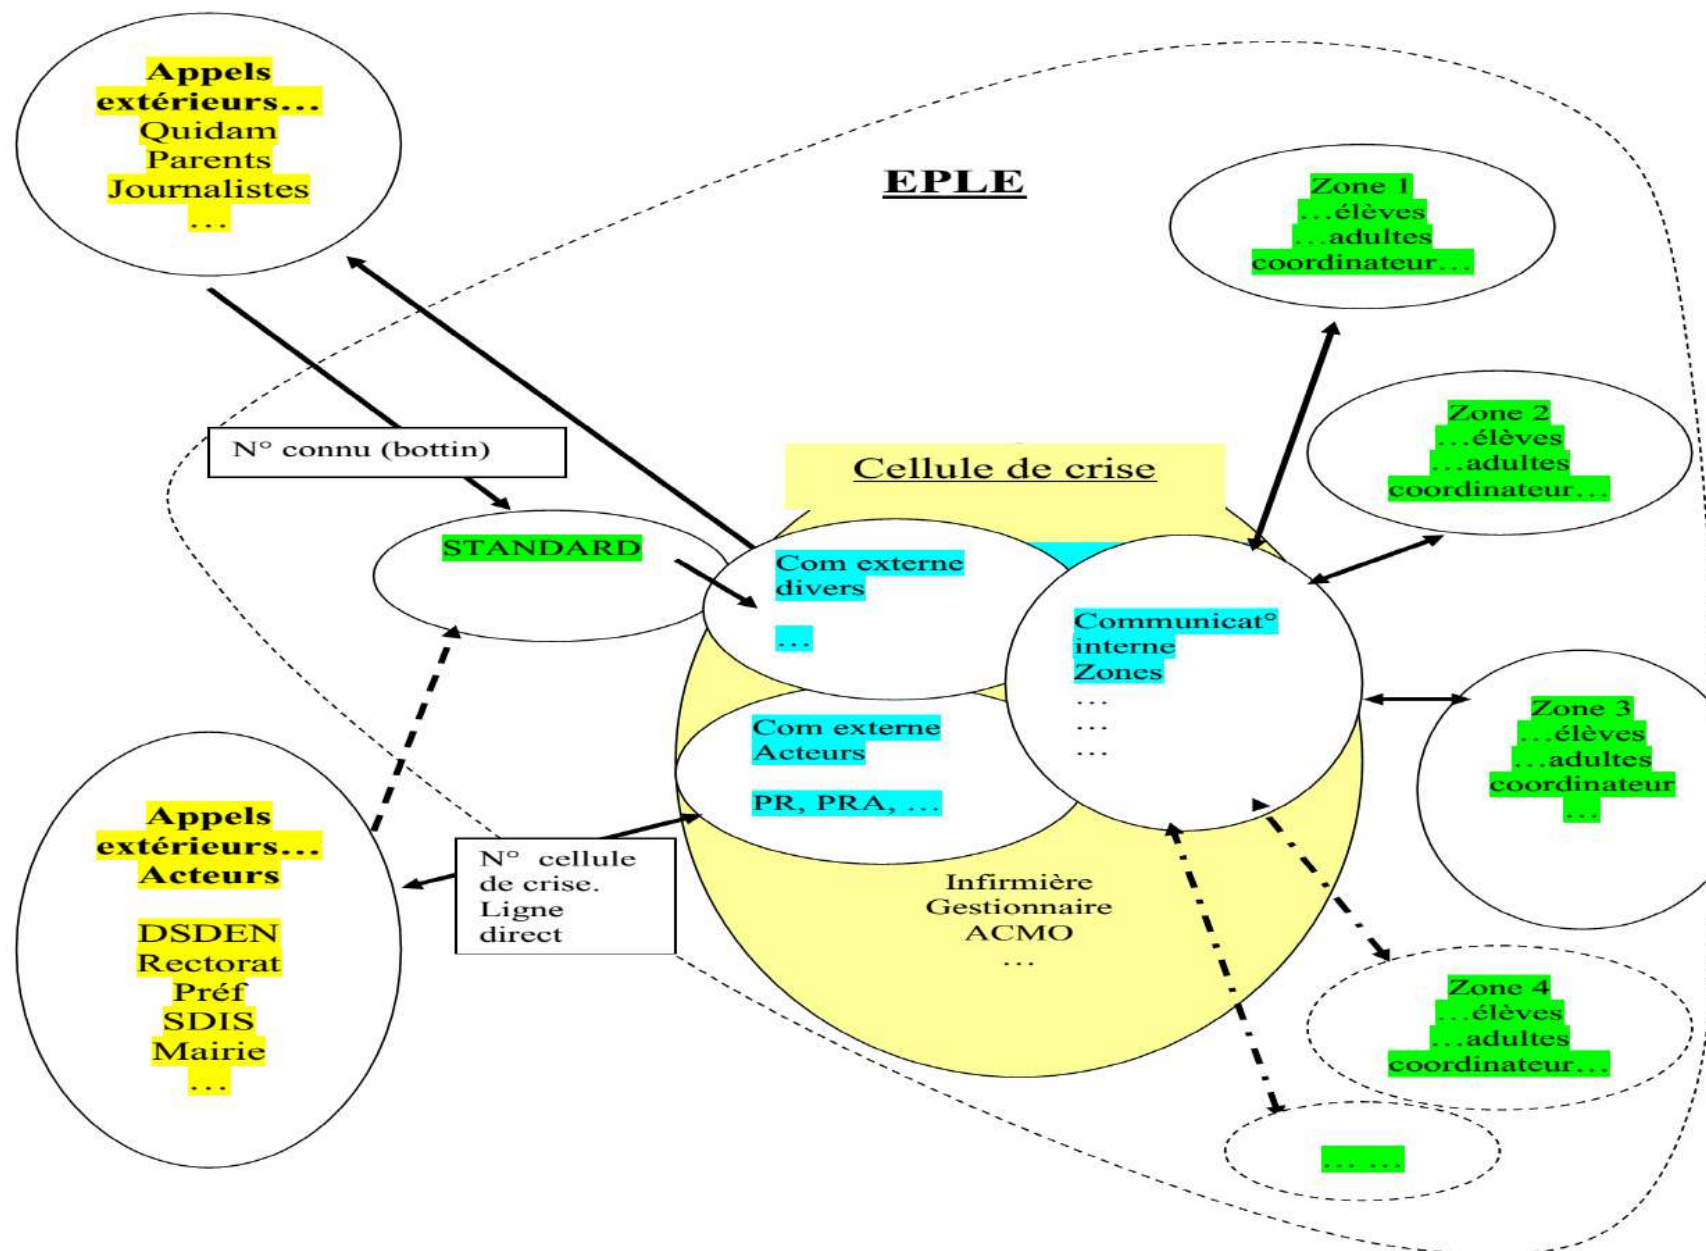 Appels
extérieurs…
Quidam
Parents
Journalistes
…
EPLE
Zone 1
…élèves
…adultes
coordinateur…
Zone 2
…élèves
…adultes
coordinateur…
N° connu (bottin)
Cellule de crise
STANDARD
Com externe
divers
…
Communicat°
interne
Zones
…
…
…
Com externe
Acteurs
PR, PRA, …
Zone 3
…élèves
…adultes
coordinateur
…
Appels
extérieurs…
Acteurs
DSDEN
Rectorat
Préf
SDIS
Mairie
…
N° cellule
de crise.
Ligne
direct
Infirmière
Gestionnaire
ACMO
…
Zone 4
…élèves
…adultes
coordinateur…
… …